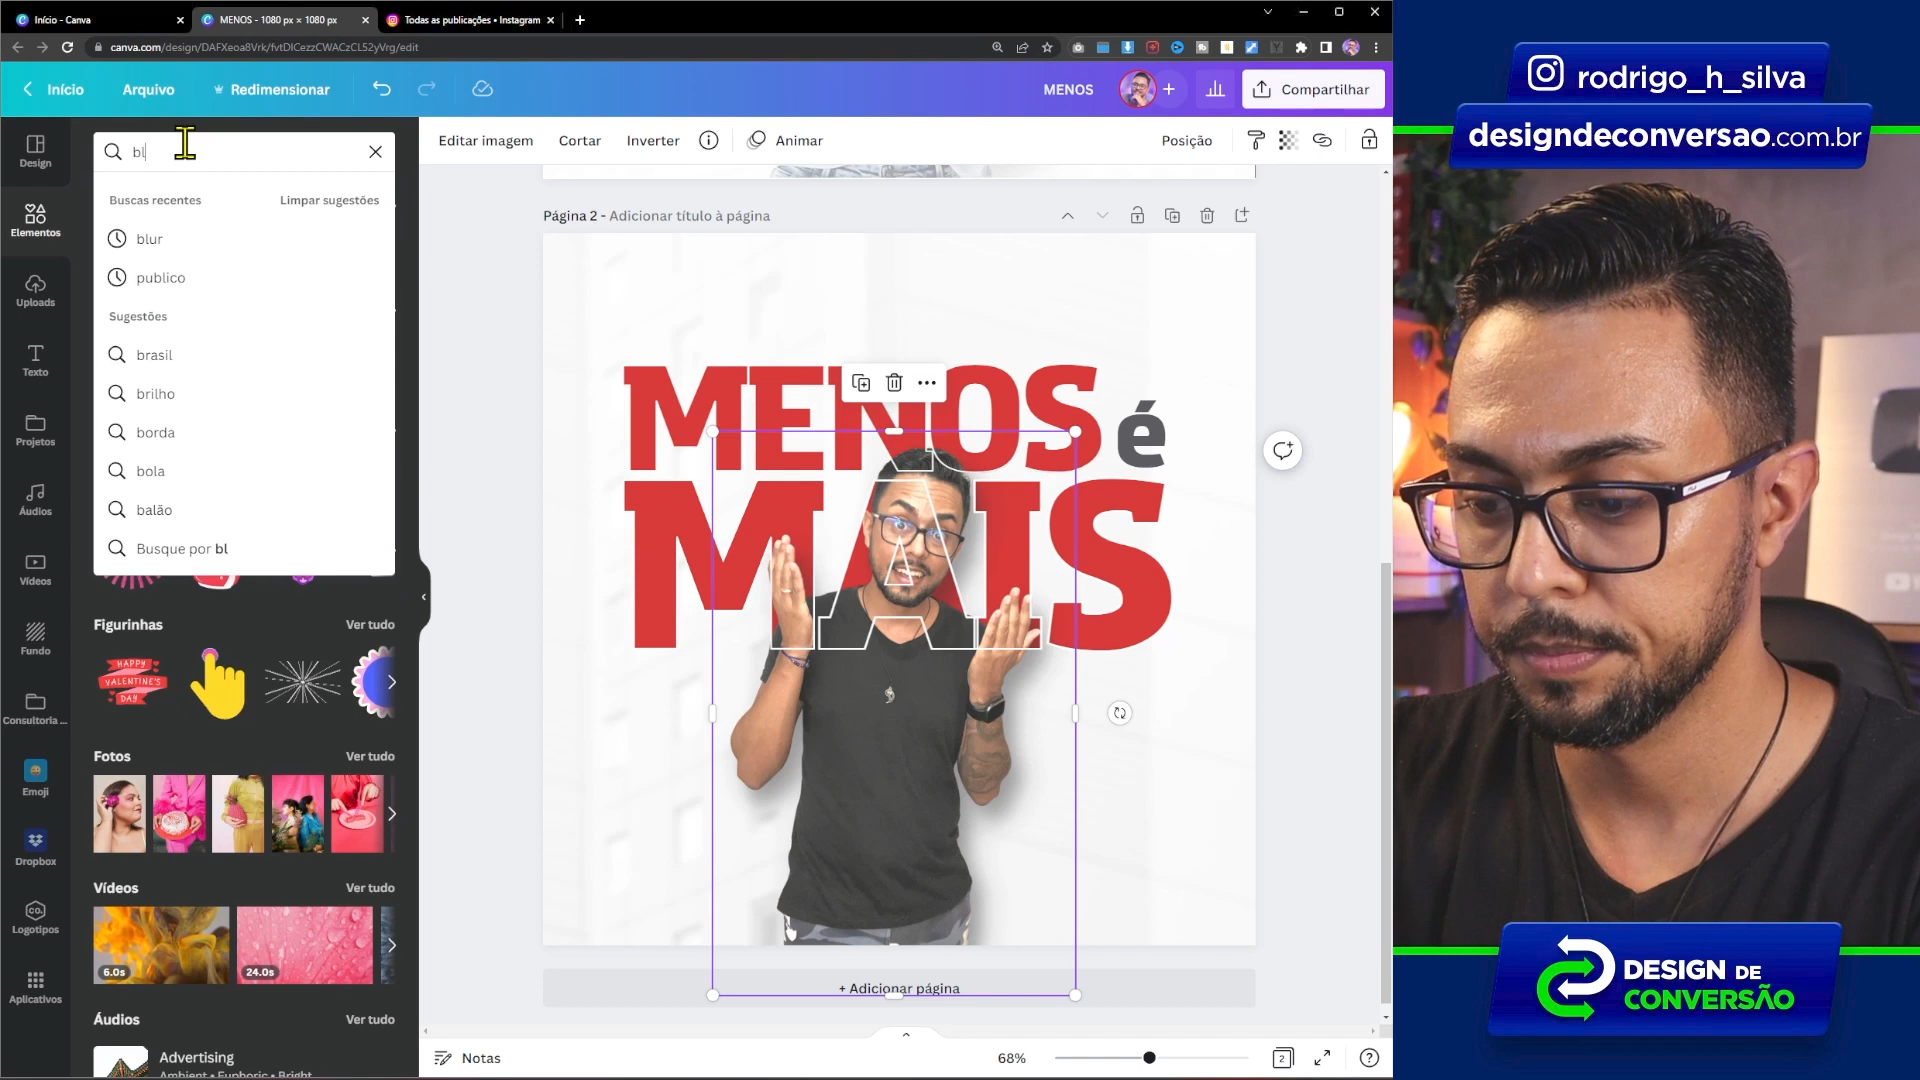 Início - Canva
MENOS - 1080 px × 1080 px
Todas as publicações • Instagram
canva.com/design/DAFXeoa8Vrk/fvtDICezzCWACzCL52yVrg/edit
Início
Arquivo
Redimensionar
MENOS
Compartilhar
Editar imagem
Cortar
Inverter
Animar
Posição
Design
Elementos
Uploads
Texto
Projetos
Áudios
Vídeos
Fundo
Consultoria ...
Emoji
Dropbox
Logotipos
Aplicativos
bl
Buscas recentes
Limpar sugestões
blur
publico
Sugestões
brasil
brilho
borda
bola
balão
Busque por bl
Figurinhas
Ver tudo
HAPPY
VALENTINE'S
DAY
Fotos
Ver tudo
Vídeos
Ver tudo
6.0s
24.0s
Áudios
Ver tudo
Advertising
Ambient • Euphoric • Bright
Página 2 - Adicionar título à página
MENOS é
MAIS
+ Adicionar página
Notas
68%
2
rodrigo_h_silva
designdeconversao.com.br
DESIGN DE
CONVERSÃO